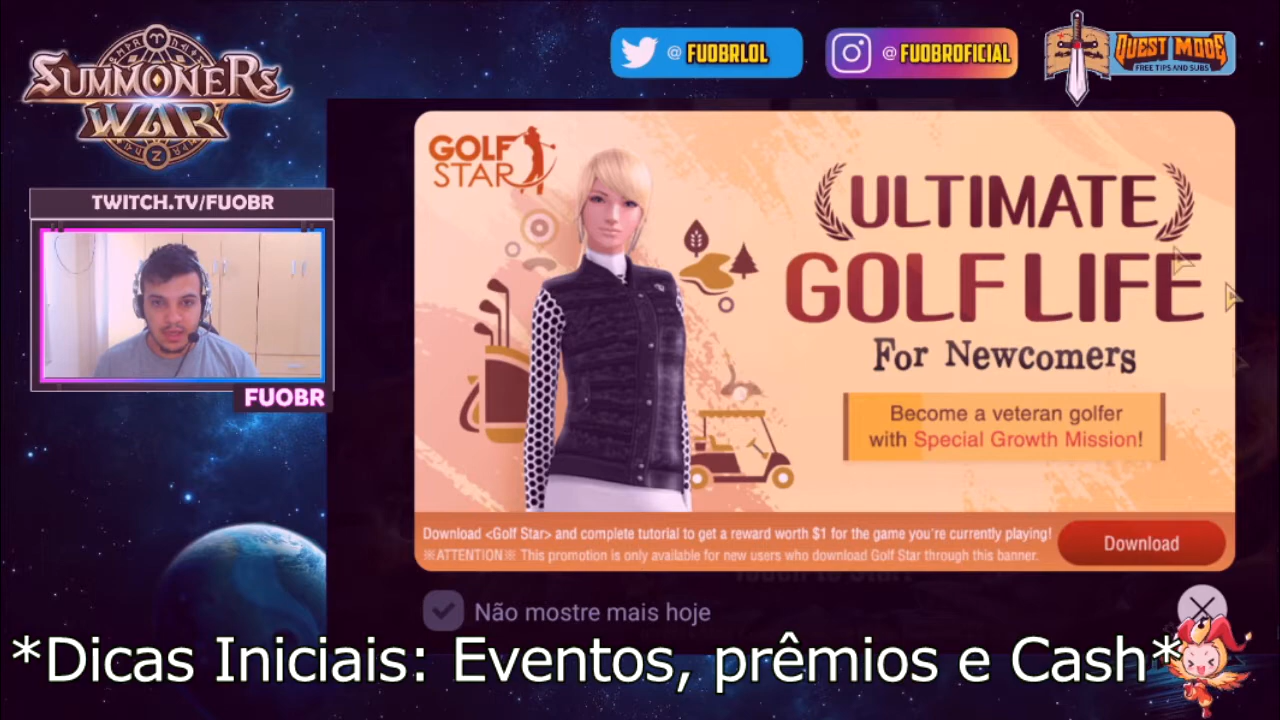 SUMMONERS
WAR
@ FUOBRLOL
@ FUOBROFICIAL
QUEST MODE
FREE TIPS AND SUBS
TWITCH.TV/FUOBR
FUOBR
GOLF
STAR
ULTIMATE
GOLF LIFE
For Newcomers
Become a veteran golfer
with Special Growth Mission!
Download <Golf Star> and complete tutorial to get a reward worth $1 for the game you're currently playing!
※ATTENTION※ This promotion is only available for new users who download Golf Star through this banner.
Download
Não mostre mais hoje
*Dicas Iniciais: Eventos, prêmios e Cash*